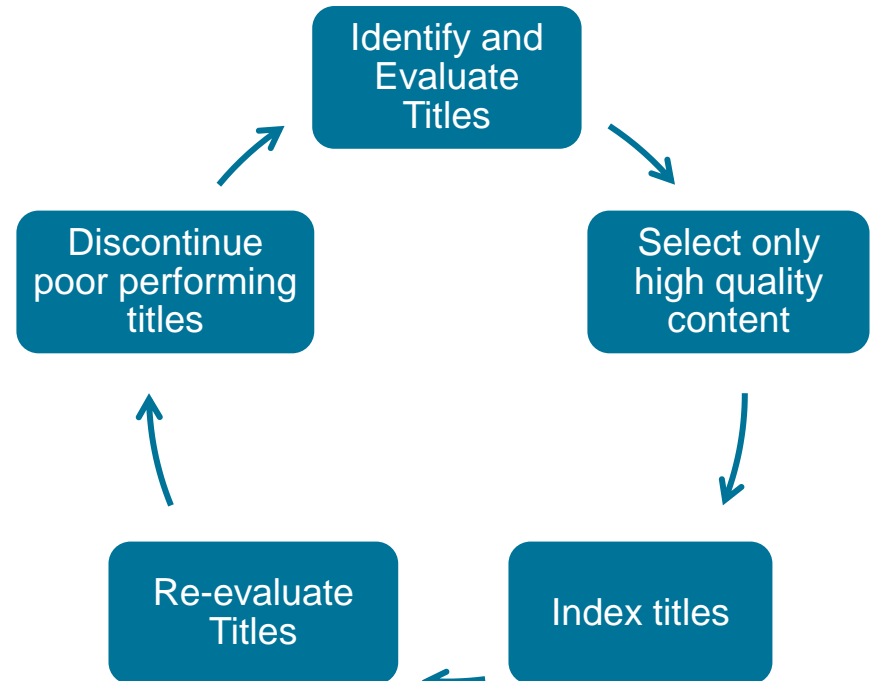 Identify and
Evaluate
Titles
Select only
high quality
content
Index titles
Re-evaluate
Titles
Discontinue
poor performing
titles